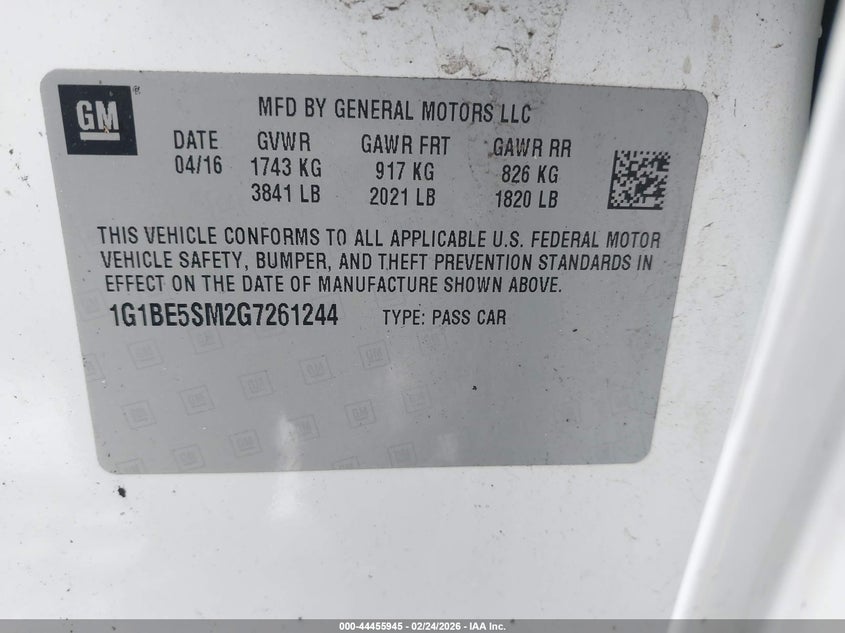 GM ®
MFD BY GENERAL MOTORS LLC
DATE GVWR GAWR FRT GAWR RR
04/16 1743 KG 917 KG 826 KG
3841 LB 2021 LB 1820 LB
THIS VEHICLE CONFORMS TO ALL APPLICABLE U.S. FEDERAL MOTOR
VEHICLE SAFETY, BUMPER, AND THEFT PREVENTION STANDARDS IN
EFFECT ON THE DATE OF MANUFACTURE SHOWN ABOVE.
1G1BE5SM2G7261244 TYPE: PASS CAR
000-44455945 - 02/24/2026 - IAA Inc.